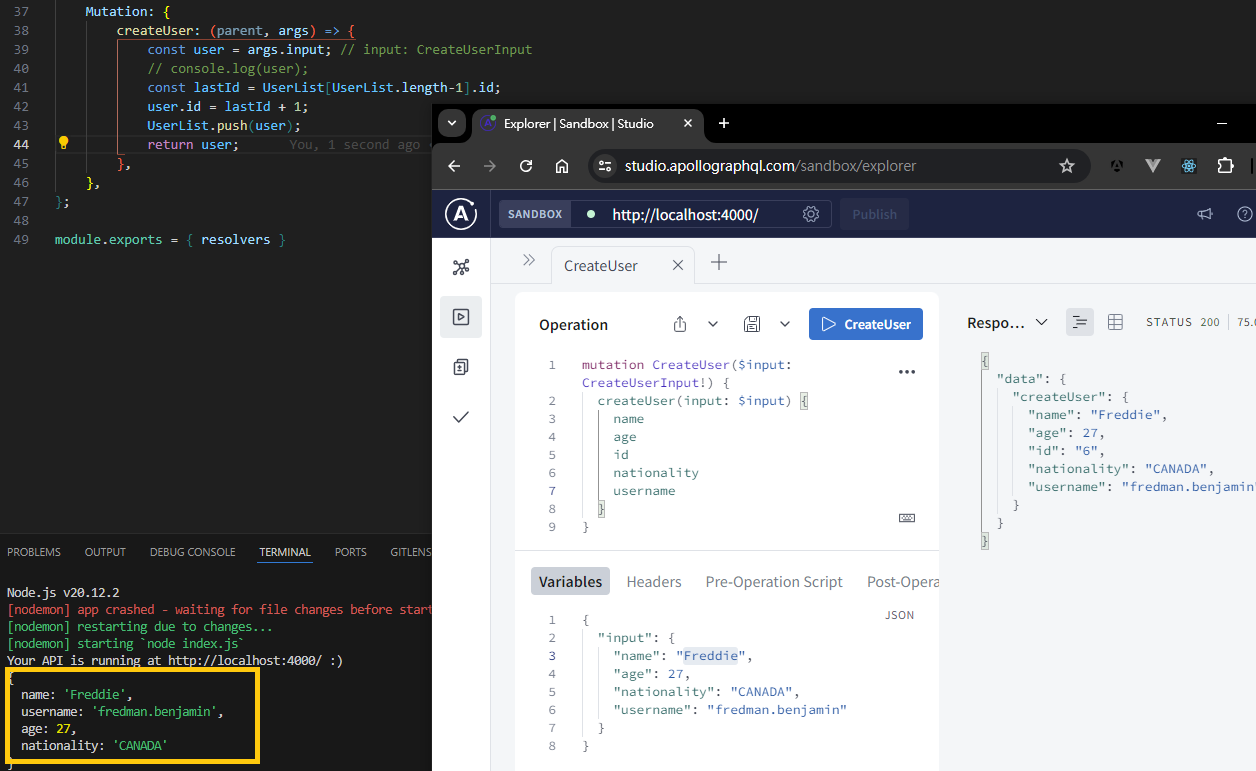 37 Mutation: {
38 createUser: (parent, args) => {
39 const user = args.input; // input: CreateUserInput
40 // console.log(user);
41 const lastId = UserList[UserList.length-1].id;
42 user.id = lastId + 1;
43 UserList.push(user);
44 return user; You, 1 second ago
45 },
46 },
47 };
48
49 module.exports = { resolvers }
PROBLEMS OUTPUT DEBUG CONSOLE TERMINAL PORTS GITLENS
Node.js v20.12.2
[nodemon] app crashed - waiting for file changes before start
[nodemon] restarting due to changes...
[nodemon] starting `node index.js`
Your API is running at http://localhost:4000/ :)
{
name: 'Freddie',
username: 'fredman.benjamin',
age: 27,
nationality: 'CANADA'
}
Explorer | Sandbox | Studio
studio.apollographql.com/sandbox/explorer
A SANDBOX http://localhost:4000/ Publish
CreateUser
Operation CreateUser
1 mutation CreateUser($input:
CreateUserInput!) {
2 createUser(input: $input) {
3 name
4 age
5 id
6 nationality
7 username
8 }
9 }
Variables Headers Pre-Operation Script Post-Opera
JSON
1 {
2 "input": {
3 "name": "Freddie",
4 "age": 27,
5 "nationality": "CANADA",
6 "username": "fredman.benjamin"
7 }
8 }
Respo... STATUS 200 75.
{
"data": {
"createUser": {
"name": "Freddie",
"age": 27,
"id": "6",
"nationality": "CANADA",
"username": "fredman.benjamin"
}
}
}